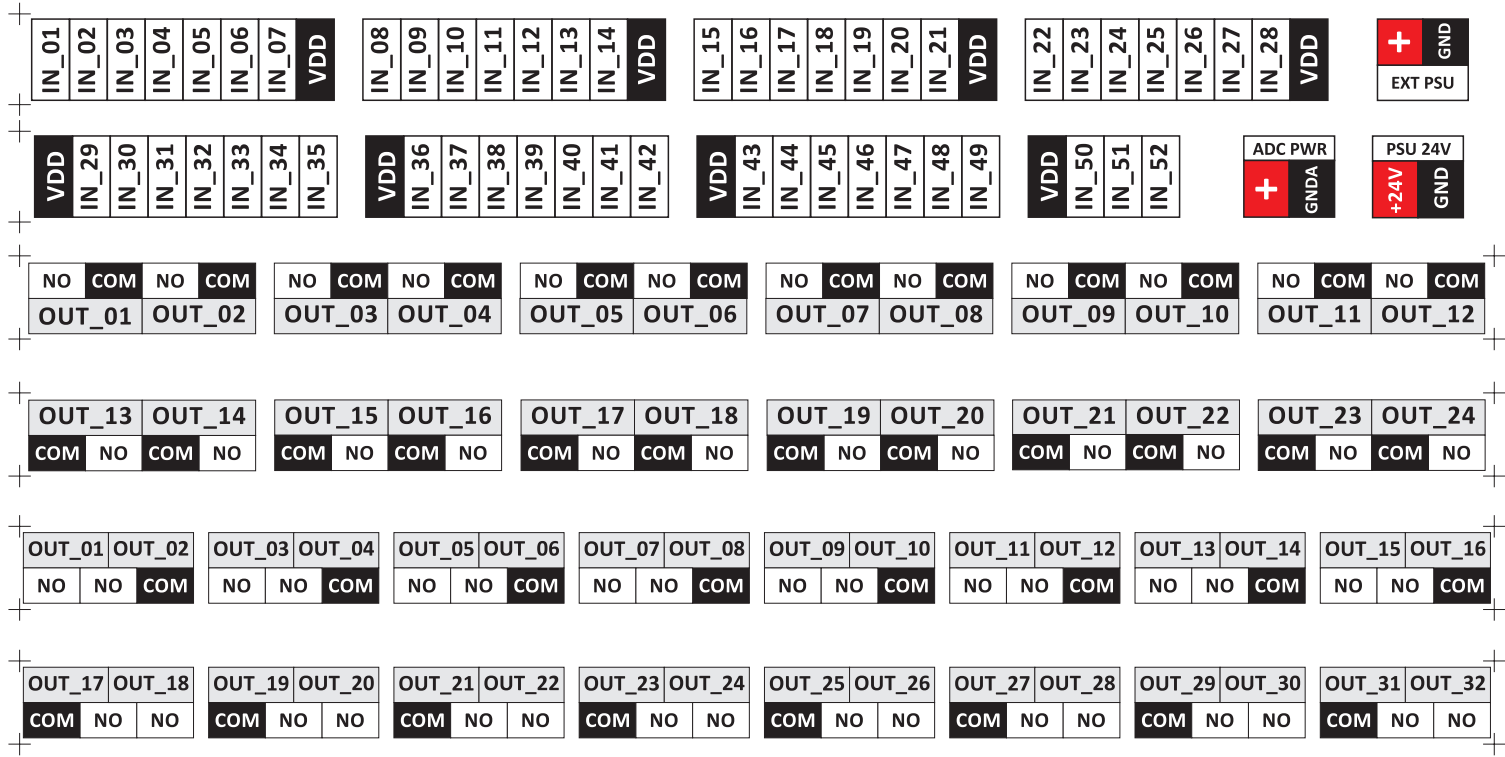 IN_01 IN_02 IN_03 IN_04 IN_05 IN_06 IN_07 VDD IN_08 IN_09 IN_10 IN_11 IN_12 IN_13 IN_14 VDD IN_15 IN_16 IN_17 IN_18 IN_19 IN_20 IN_21 VDD IN_22 IN_23 IN_24 IN_25 IN_26 IN_27 IN_28 VDD + GND
EXT PSU
ADC PWR PSU 24V
VDD IN_29 IN_30 IN_31 IN_32 IN_33 IN_34 IN_35 VDD IN_36 IN_37 IN_38 IN_39 IN_40 IN_41 IN_42 VDD IN_43 IN_44 IN_45 IN_46 IN_47 IN_48 IN_49 VDD IN_50 IN_51 IN_52 + GNDA +24V GND
NO COM NO COM NO COM NO COM NO COM NO COM NO COM NO COM NO COM NO COM NO COM NO COM
OUT_01 OUT_02 OUT_03 OUT_04 OUT_05 OUT_06 OUT_07 OUT_08 OUT_09 OUT_10 OUT_11 OUT_12
OUT_13 OUT_14 OUT_15 OUT_16 OUT_17 OUT_18 OUT_19 OUT_20 OUT_21 OUT_22 OUT_23 OUT_24
COM NO COM NO COM NO COM NO COM NO COM NO COM NO COM NO COM NO COM NO COM NO COM NO
OUT_01 OUT_02 OUT_03 OUT_04 OUT_05 OUT_06 OUT_07 OUT_08 OUT_09 OUT_10 OUT_11 OUT_12 OUT_13 OUT_14 OUT_15 OUT_16
NO NO COM NO NO COM NO NO COM NO NO COM NO NO COM NO NO COM NO NO COM NO NO COM
OUT_17 OUT_18 OUT_19 OUT_20 OUT_21 OUT_22 OUT_23 OUT_24 OUT_25 OUT_26 OUT_27 OUT_28 OUT_29 OUT_30 OUT_31 OUT_32
COM NO NO COM NO NO COM NO NO COM NO NO COM NO NO COM NO NO COM NO NO COM NO NO